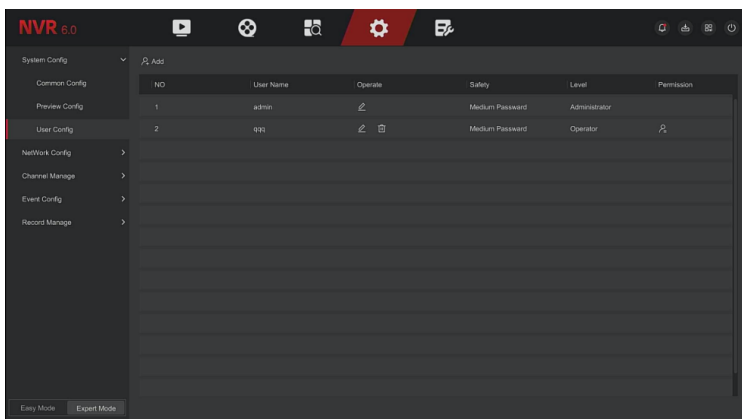 NVR 6.0
System Config
Common Config
Preview Config
User Config
NetWork Config
Channel Manage
Event Config
Record Manage
Easy Mode Expert Mode
Add
NO User Name Operate Safety Level Permission
1 admin Medium Passward Administrator
2 qqq Medium Passward Operator